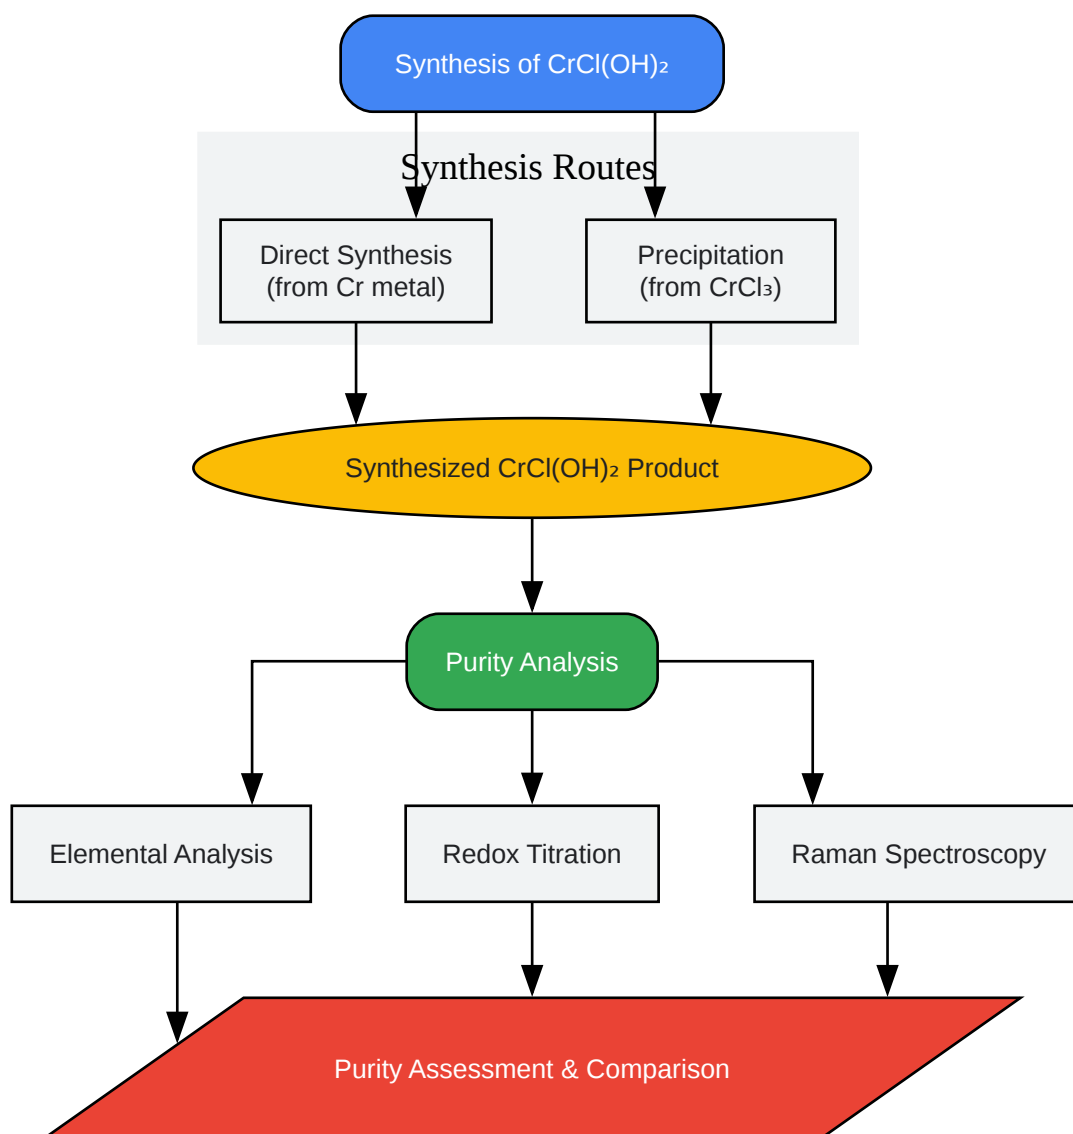 Synthesis of CrCl(OH)₂
Synthesis Routes
Direct Synthesis
(from Cr metal)
Precipitation
(from CrCl₃)
Synthesized CrCl(OH)₂ Product
Purity Analysis
Elemental Analysis
Redox Titration
Raman Spectroscopy
Purity Assessment & Comparison